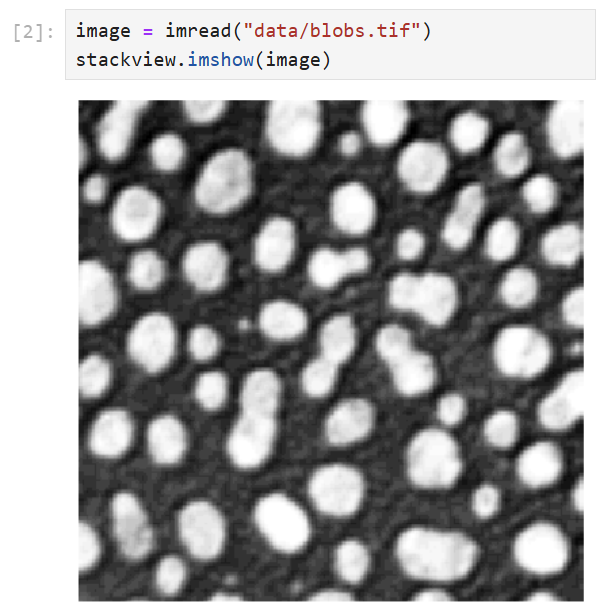 [2]: image = imread("data/blobs.tif")
stackview.imshow(image)